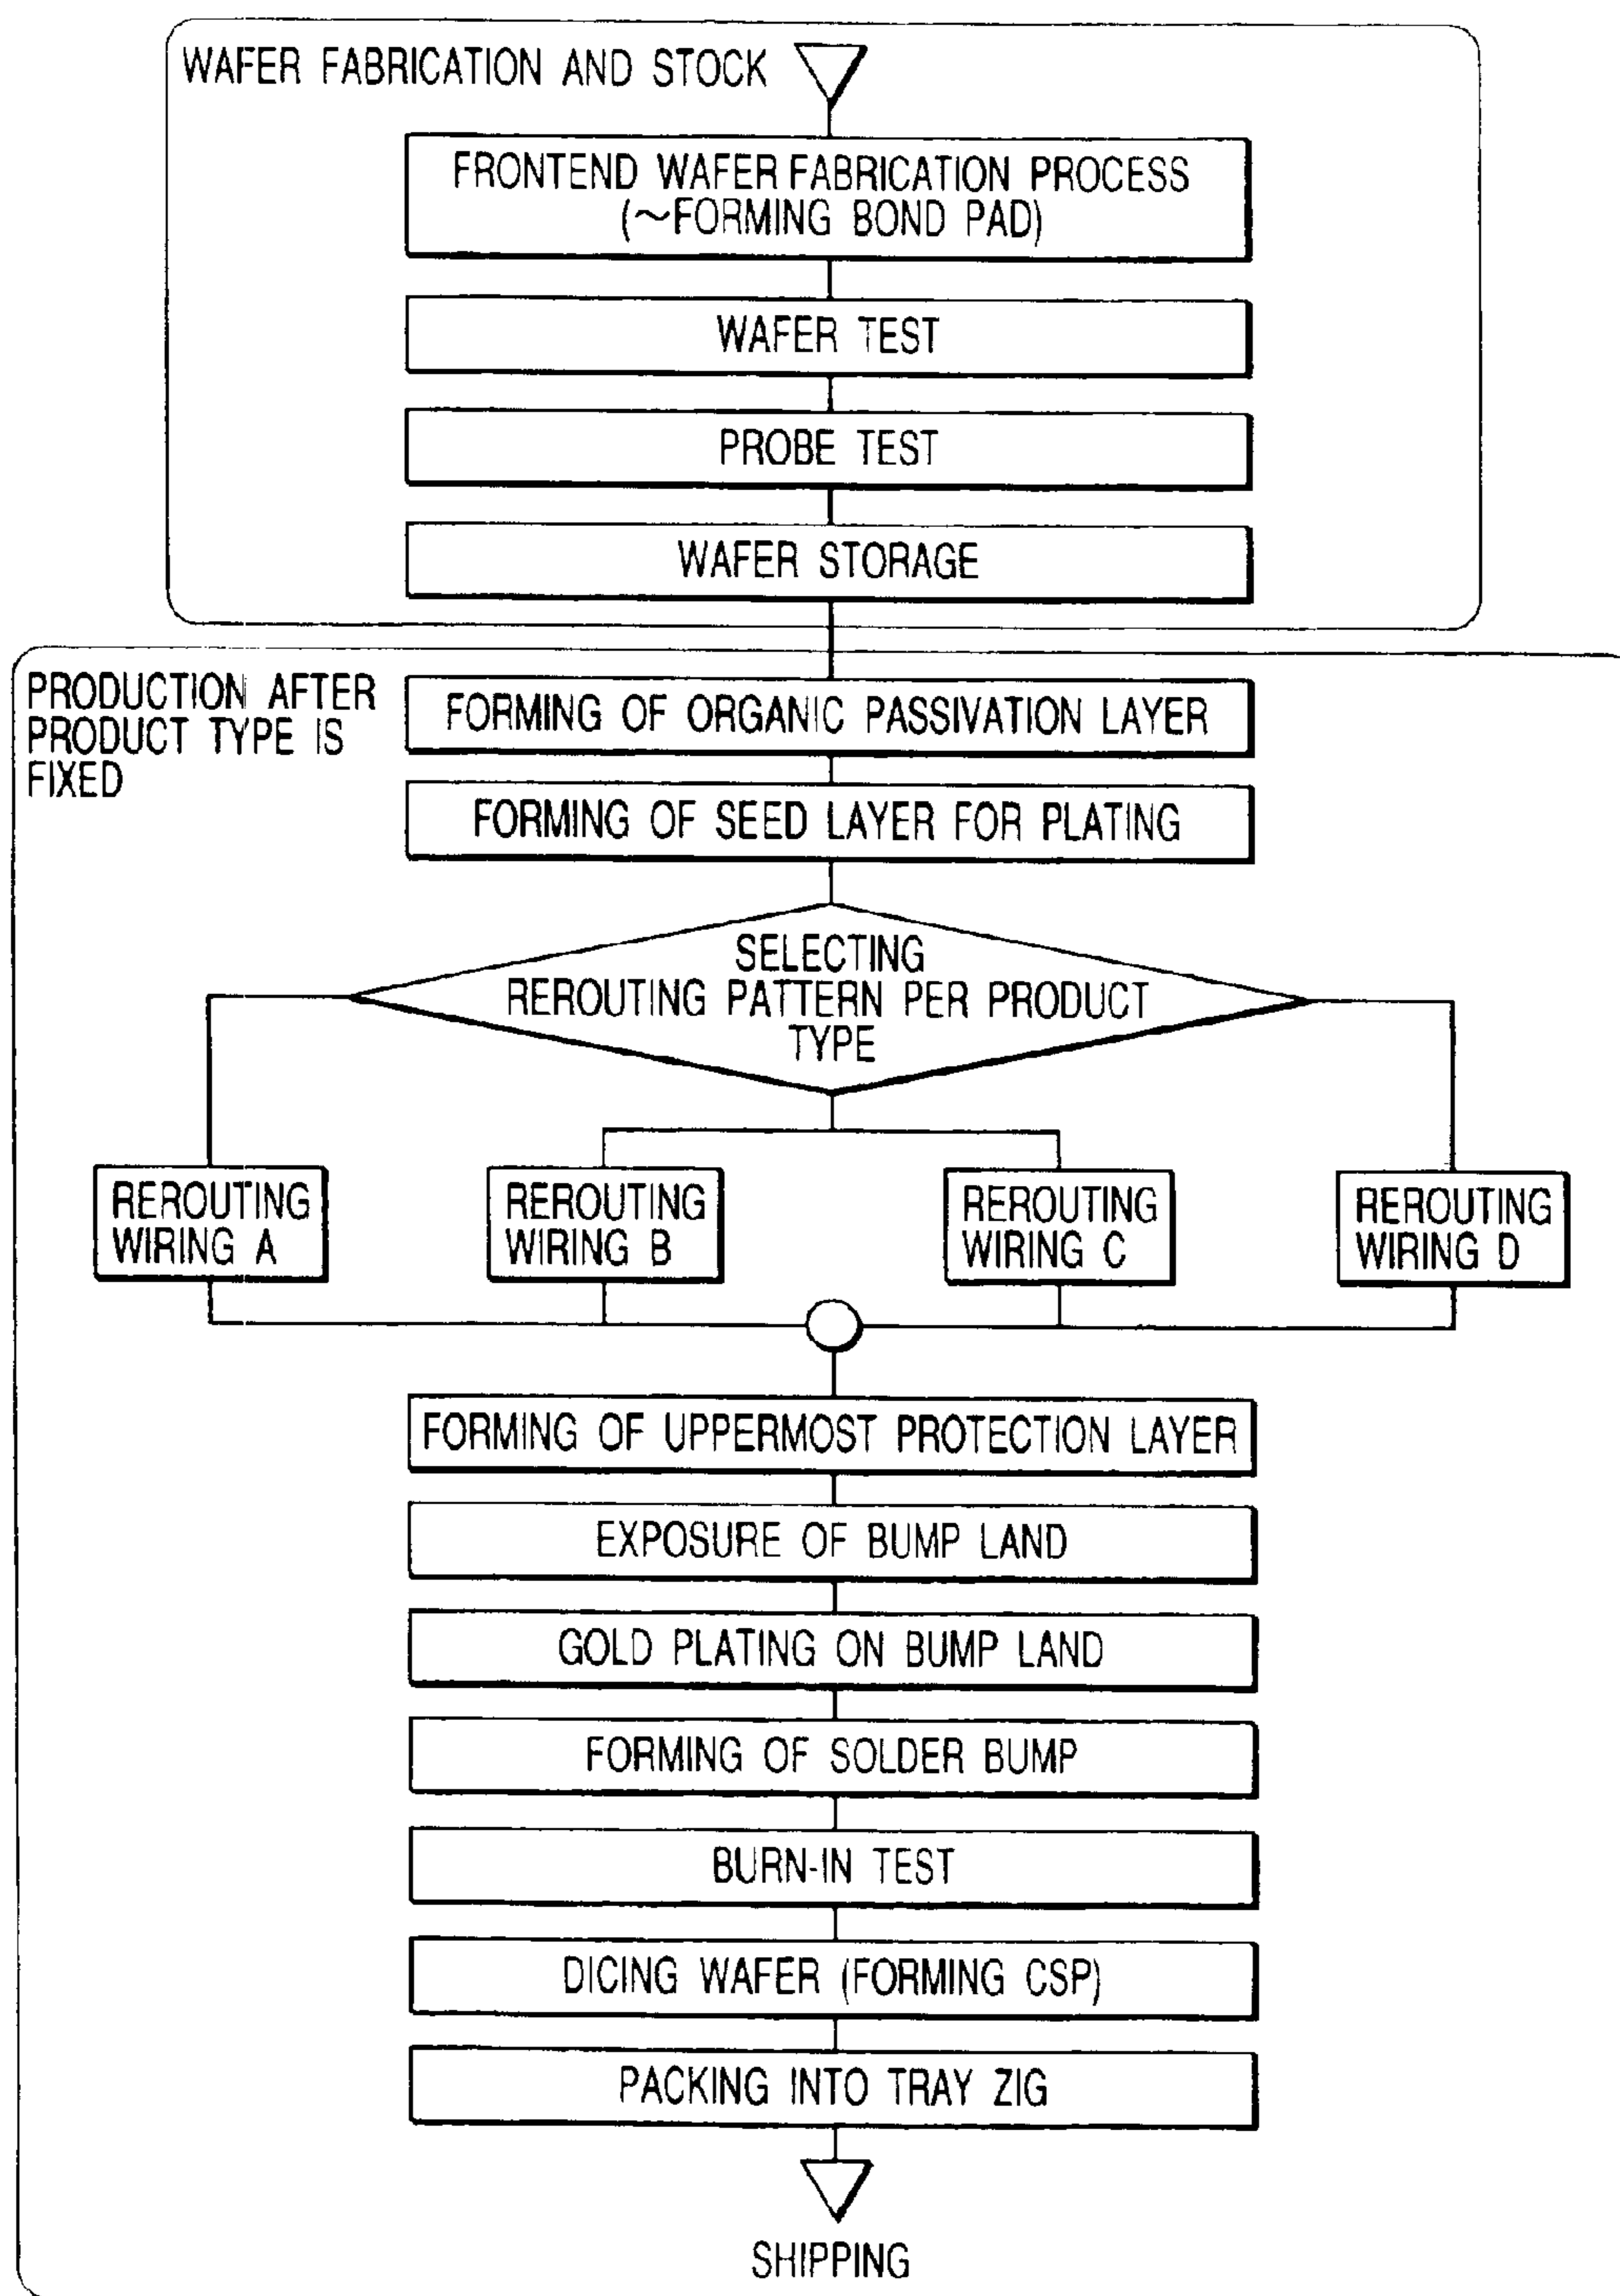 WAFER FABRICATION AND STOCK
FRONTEND WAFER FABRICATION PROCESS
(~FORMING BOND PAD)
WAFER TEST
PROBE TEST
WAFER STORAGE
PRODUCTION AFTER
PRODUCT TYPE IS
FIXED
FORMING OF ORGANIC PASSIVATION LAYER
FORMING OF SEED LAYER FOR PLATING
SELECTING
REROUTING PATTERN PER PRODUCT
TYPE
REROUTING
WIRING A
REROUTING
WIRING B
REROUTING
WIRING C
REROUTING
WIRING D
FORMING OF UPPERMOST PROTECTION LAYER
EXPOSURE OF BUMP LAND
GOLD PLATING ON BUMP LAND
FORMING OF SOLDER BUMP
BURN-IN TEST
DICING WAFER (FORMING CSP)
PACKING INTO TRAY ZIG
SHIPPING